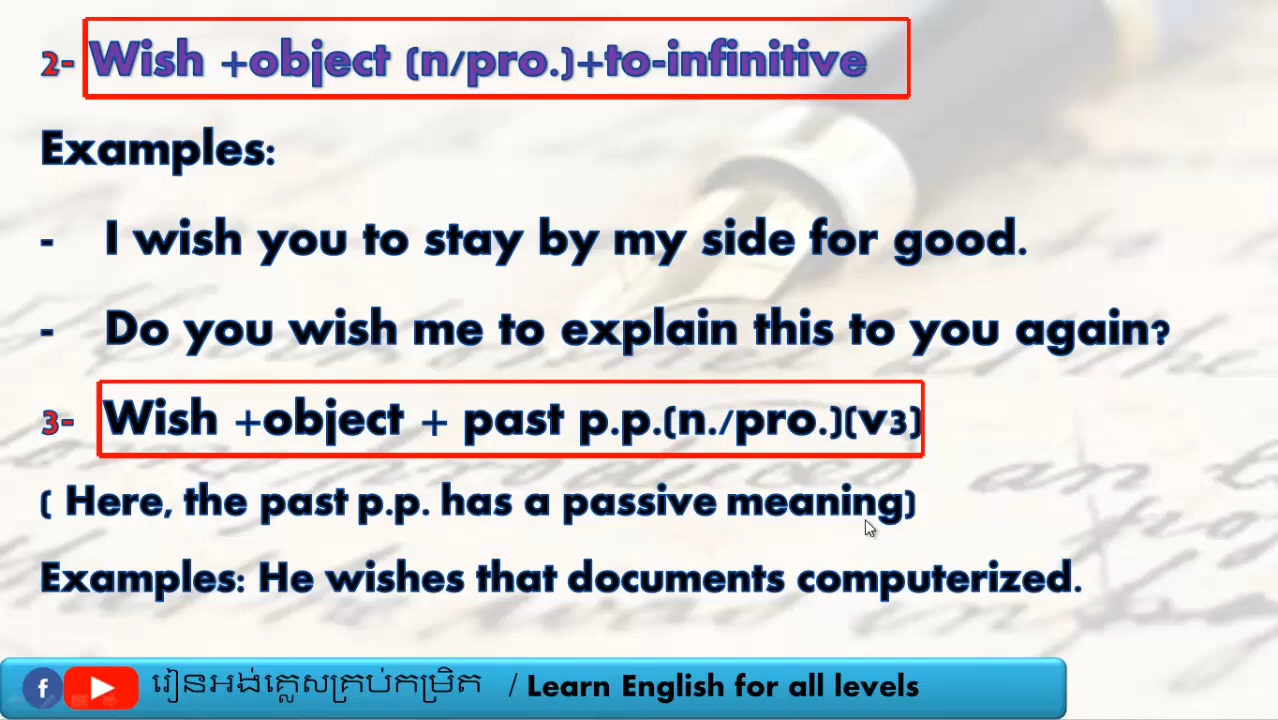 2- Wish +object (n/pro.)+to-infinitive
Examples:
- I wish you to stay by my side for good.
- Do you wish me to explain this to you again?
3- Wish +object + past p.p.(n./pro.)(v3)
( Here, the past p.p. has a passive meaning)
Examples: He wishes that documents computerized.
រៀនអង់គ្លេសគ្រប់កម្រិត / Learn English for all levels